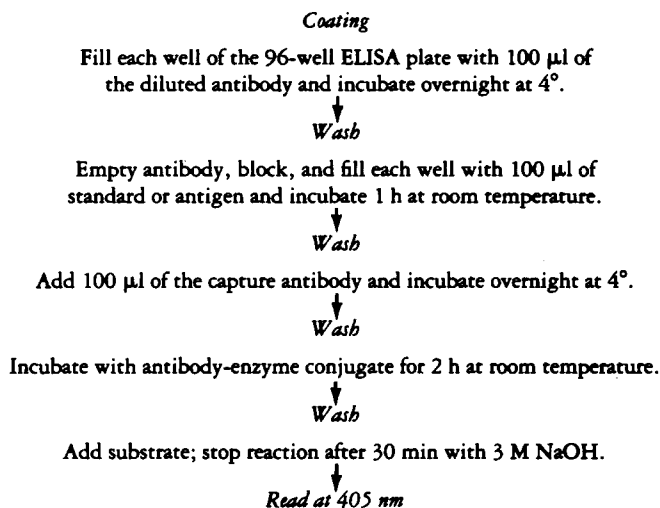 Coating
Fill each well of the 96-well ELISA plate with 100 µl of
the diluted antibody and incubate overnight at 4°.
Wash
Empty antibody, block, and fill each well with 100 µl of
standard or antigen and incubate 1 h at room temperature.
Wash
Add 100 µl of the capture antibody and incubate overnight at 4°.
Wash
Incubate with antibody-enzyme conjugate for 2 h at room temperature.
Wash
Add substrate; stop reaction after 30 min with 3 M NaOH.
Read at 405 nm